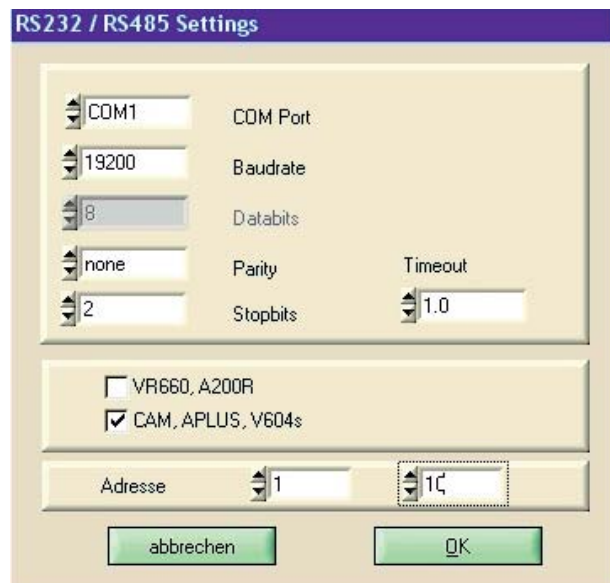 RS232 / RS485 Settings
COM1 COM Port
19200 Baudrate
8 Databits
none Parity Timeout
2 Stopbits 1.0
VR660, A200R
CAM, APLUS, V604s
Adresse 1
abbrechen OK